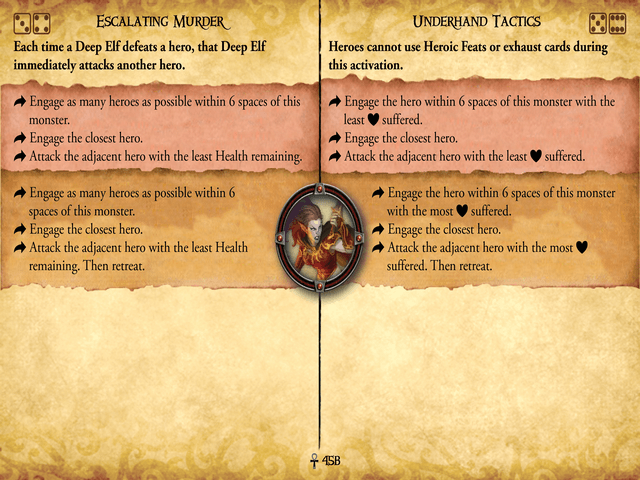 Escalating Murder
Each time a Deep Elf defeats a hero, that Deep Elf
immediately attacks another hero.
Engage as many heroes as possible within 6 spaces of this
monster.
Engage the closest hero.
Attack the adjacent hero with the least Health remaining.
Engage as many heroes as possible within 6
spaces of this monster.
Engage the closest hero.
Attack the adjacent hero with the least Health
remaining. Then retreat.
Underhand Tactics
Heroes cannot use Heroic Feats or exhaust cards during
this activation.
Engage the hero within 6 spaces of this monster with the
least ♥ suffered.
Engage the closest hero.
Attack the adjacent hero with the least ♥ suffered.
Engage the hero within 6 spaces of this monster
with the most ♥ suffered.
Engage the closest hero.
Attack the adjacent hero with the most ♥
suffered. Then retreat.
45B